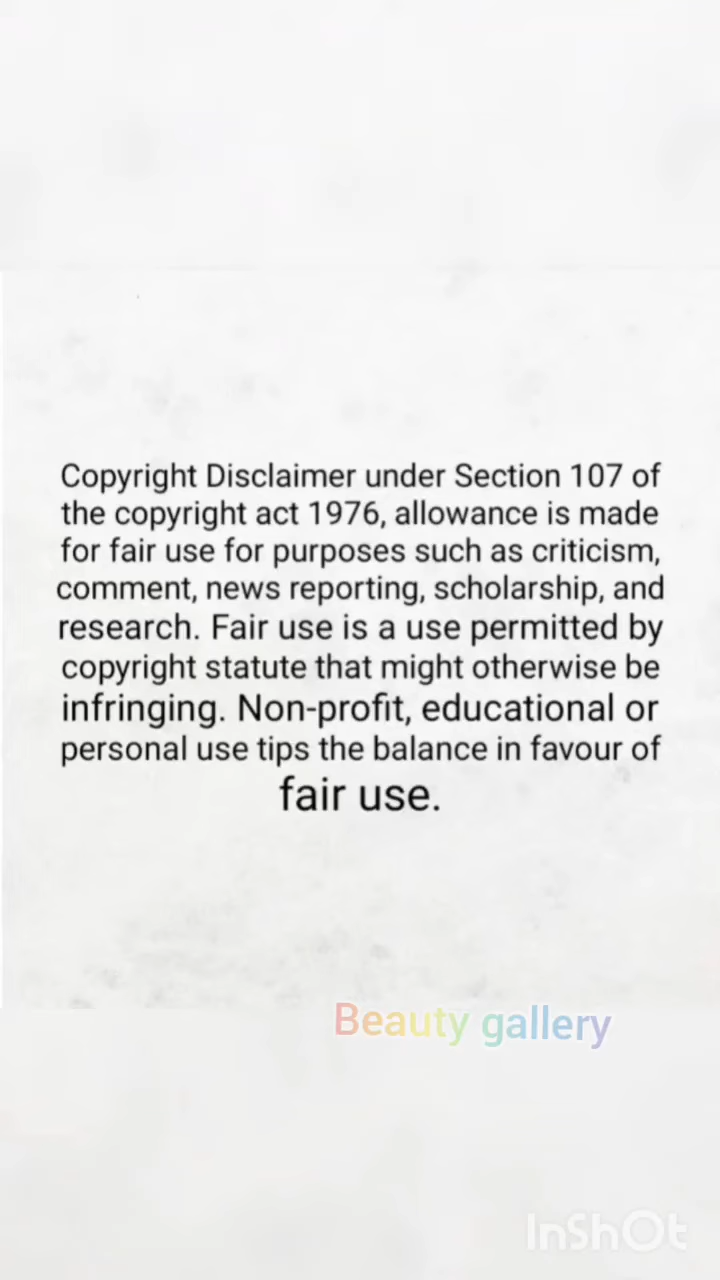 Copyright Disclaimer under Section 107 of
the copyright act 1976, allowance is made
for fair use for purposes such as criticism,
comment, news reporting, scholarship, and
research. Fair use is a use permitted by
copyright statute that might otherwise be
infringing. Non-profit, educational or
personal use tips the balance in favour of
fair use.
Beauty gallery
InShOt